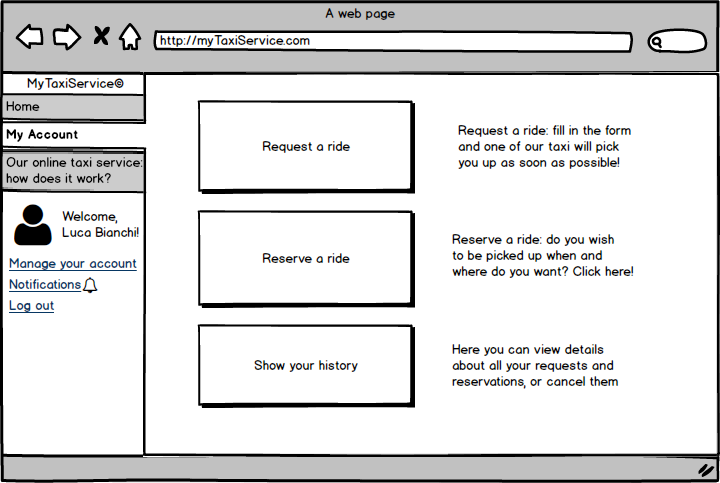 A web page
http://myTaxiService.com
MyTaxiService©
Home
My Account
Our online taxi service:
how does it work?
Welcome,
Luca Bianchi!
Manage your account
Notifications
Log out
Request a ride
Request a ride: fill in the form
and one of our taxi will pick
you up as soon as possible!
Reserve a ride
Reserve a ride: do you wish
to be picked up when and
where do you want? Click here!
Show your history
Here you can view details
about all your requests and
reservations, or cancel them